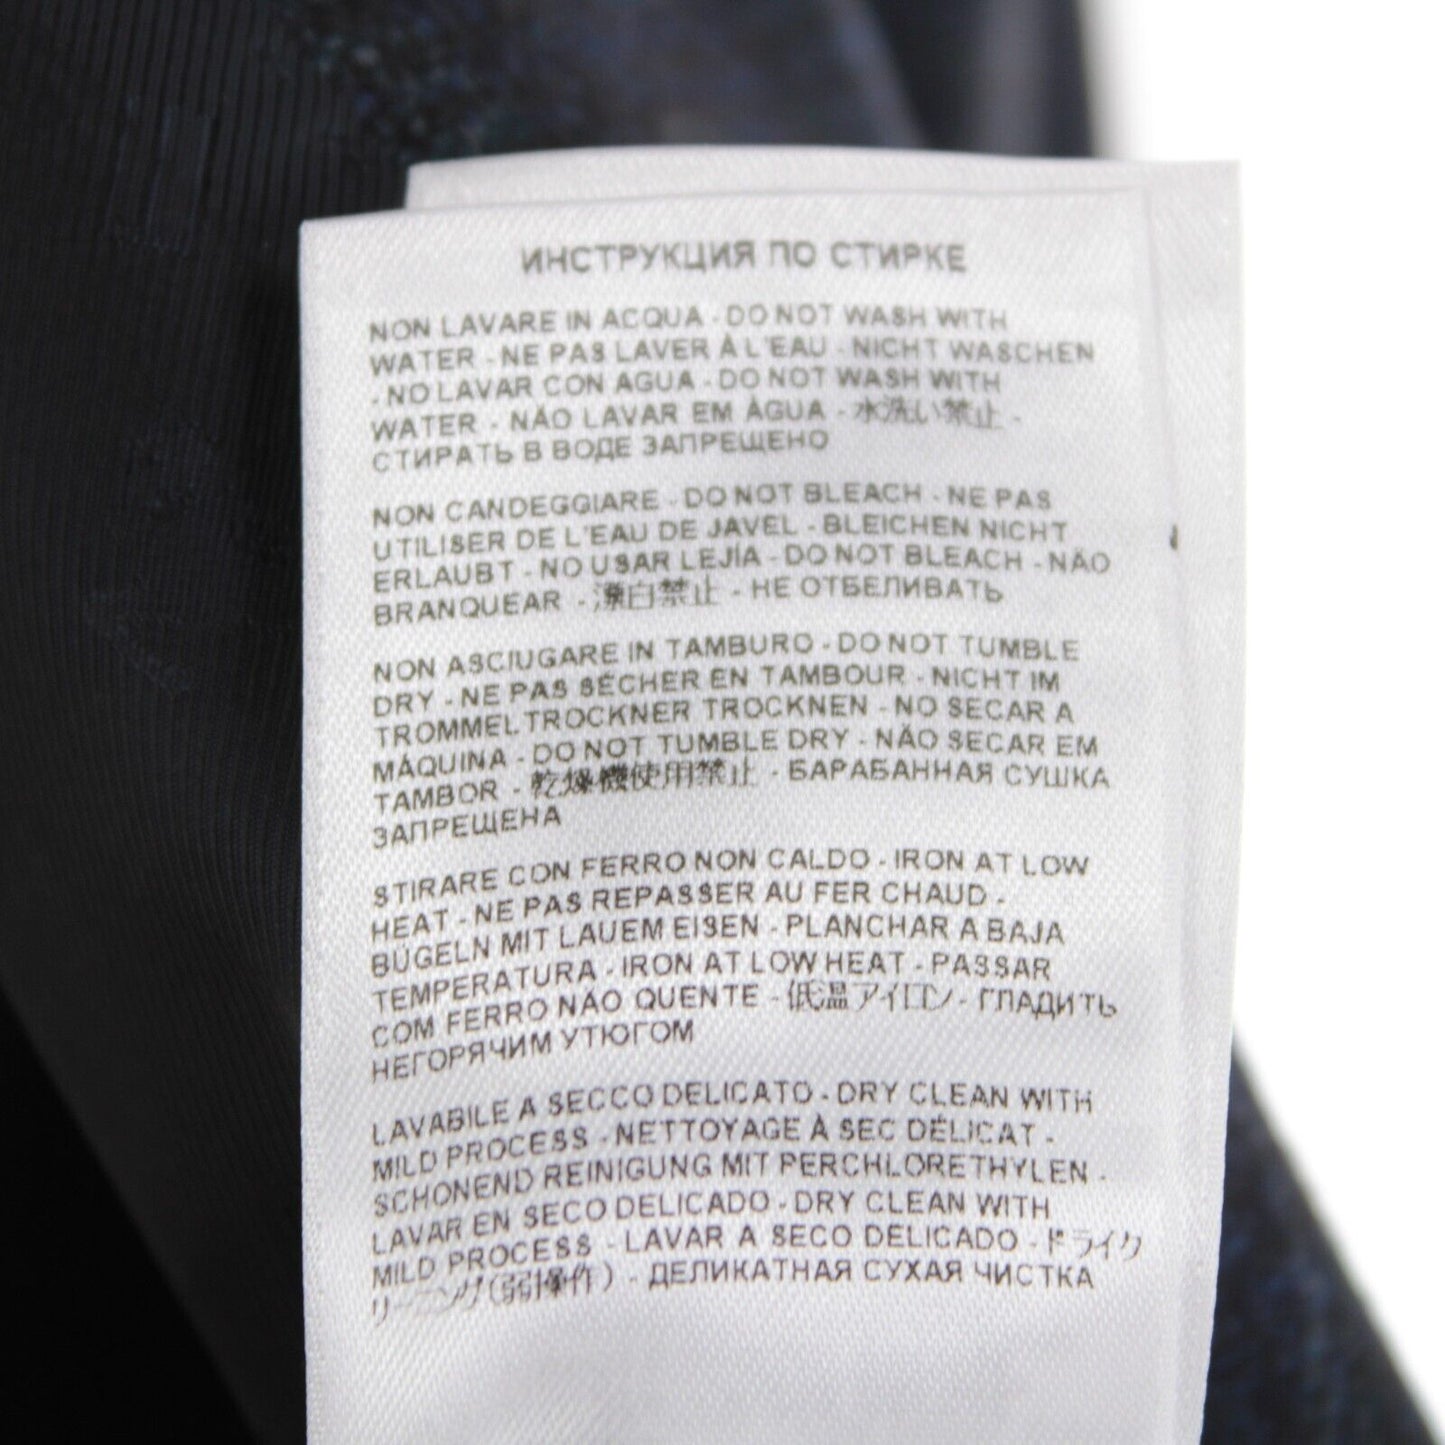 ИНСТРУКЦИЯ ПО СТИРКЕ
NON LAVARE IN ACQUA - DO NOT WASH WITH
WATER - NE PAS LAVER À L'EAU - NICHT WASCHEN
- NO LAVAR CON AGUA - DO NOT WASH WITH
WATER - NÃO LAVAR EM ÁGUA - 水洗い禁止 -
СТИРАТЬ В ВОДЕ ЗАПРЕЩЕНО
NON CANDEGGIARE - DO NOT BLEACH - NE PAS
UTILISER DE L'EAU DE JAVEL - BLEICHEN NICHT
ERLAUBT - NO USAR LEJÍA - DO NOT BLEACH - NÃO
BRANQUEAR - 漂白禁止 - НЕ ОТБЕЛИВАТЬ
NON ASCIUGARE IN TAMBURO - DO NOT TUMBLE
DRY - NE PAS SÉCHER EN TAMBOUR - NICHT IM
TROMMELTROCKNER TROCKNEN - NO SECAR A
MÁQUINA - DO NOT TUMBLE DRY - NÃO SECAR EM
TAMBOR - 乾燥機使用禁止 - БАРАБАННАЯ СУШКА
ЗАПРЕЩЕНА
STIRARE CON FERRO NON CALDO - IRON AT LOW
HEAT - NE PAS REPASSER AU FER CHAUD -
BÜGELN MIT LAUEM EISEN - PLANCHAR A BAJA
TEMPERATURA - IRON AT LOW HEAT - PASSAR
COM FERRO NÃO QUENTE - 低温アイロン - ГЛАДИТЬ
НЕГОРЯЧИМ УТЮГОМ
LAVABILE A SECCO DELICATO - DRY CLEAN WITH
MILD PROCESS - NETTOYAGE À SEC DÉLICAT -
SCHONEND REINIGUNG MIT PERCHLORETHYLEN -
LAVAR EN SECO DELICADO - DRY CLEAN WITH
MILD PROCESS - LAVAR A SECO DELICADO - ドライク
リーニング(弱操作) - ДЕЛИКАТНАЯ СУХАЯ ЧИСТКА